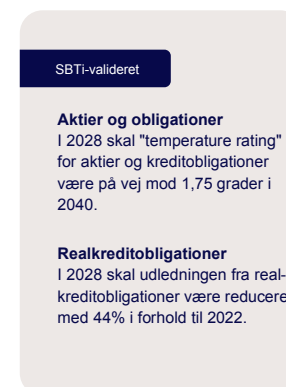 SBTi-valideret
Aktier og obligationer
I 2028 skal "temperature rating"
for aktier og kreditobligationer
være på vej mod 1,75 grader i
2040.
Realkreditobligationer
I 2028 skal udledningen fra real-
kreditobligationer være reducere
med 44% i forhold til 2022.